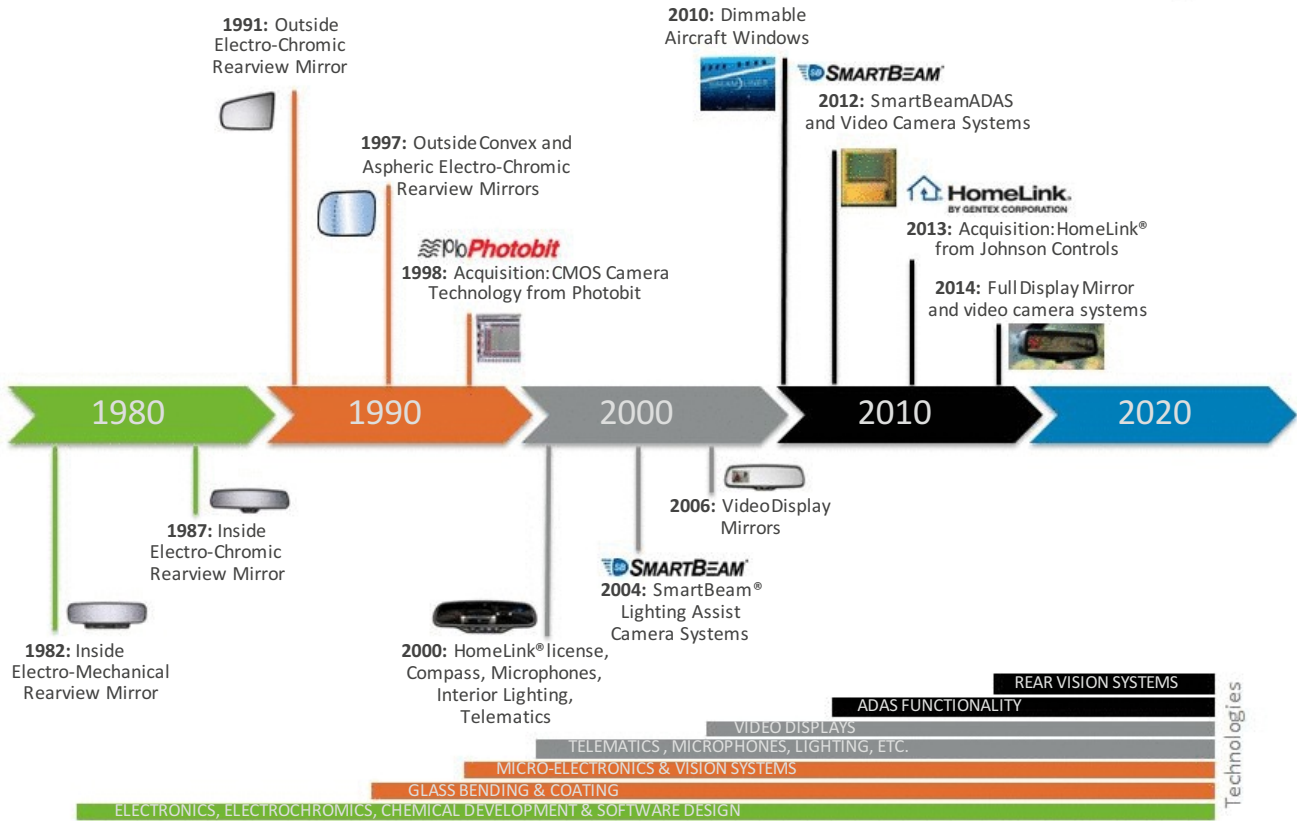 1991: Outside
Electro-Chromic
Rearview Mirror
1997: Outside Convex and
Aspheric Electro-Chromic
Rearview Mirrors
Photobit
1998: Acquisition: CMOS Camera
Technology from Photobit
2010: Dimmable
Aircraft Windows
SB SMARTBEAM®
2012: SmartBeamADAS
and Video Camera Systems
HomeLink®
BY GENTEX CORPORATION
2013: Acquisition: HomeLink®
from Johnson Controls
2014: Full Display Mirror
and video camera systems
1980
1990
2000
2010
2020
1987: Inside
Electro-Chromic
Rearview Mirror
1982: Inside
Electro-Mechanical
Rearview Mirror
2006: Video Display
Mirrors
SB SMARTBEAM®
2004: SmartBeam®
Lighting Assist
Camera Systems
2000: HomeLink® license,
Compass, Microphones,
Interior Lighting,
Telematics
REAR VISION SYSTEMS
ADAS FUNCTIONALITY
VIDEO DISPLAYS
TELEMATICS , MICROPHONES, LIGHTING, ETC.
MICRO-ELECTRONICS & VISION SYSTEMS
GLASS BENDING & COATING
ELECTRONICS, ELECTROCHROMICS, CHEMICAL DEVELOPMENT & SOFTWARE DESIGN
Technologies